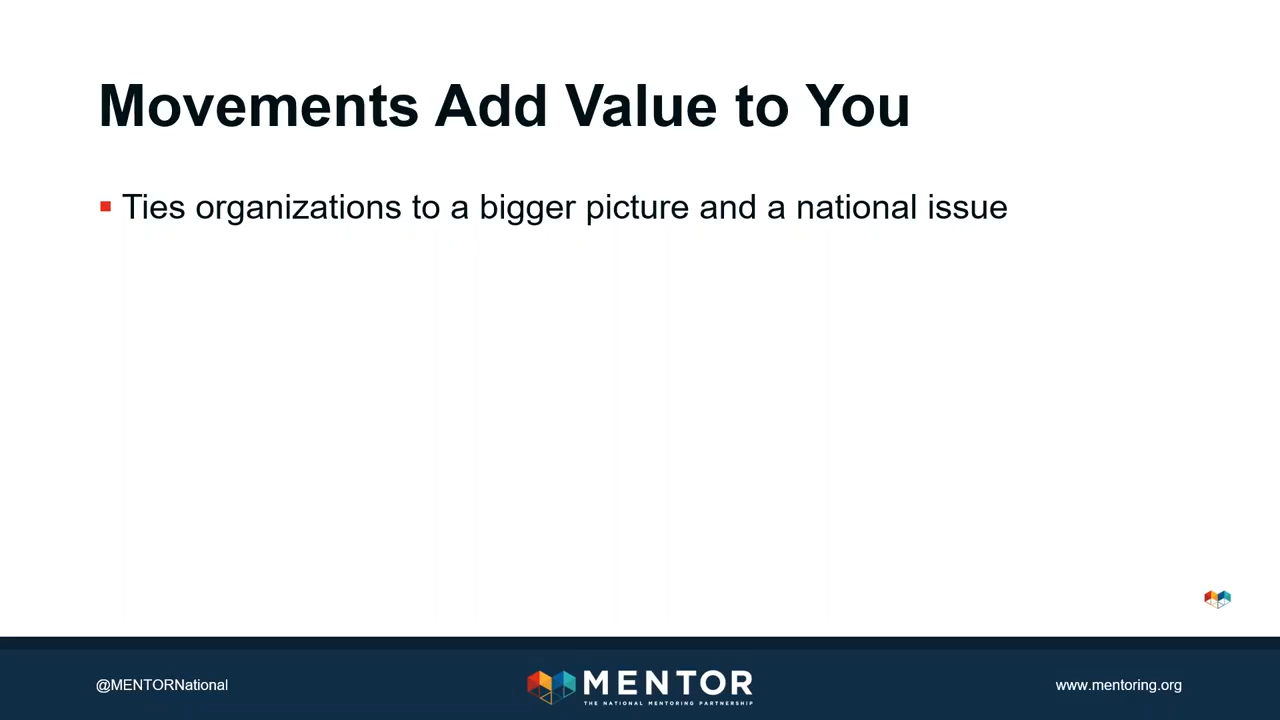 Movements Add Value to You
Ties organizations to a bigger picture and a national issue
@MENTORNational
MENTOR
THE NATIONAL MENTORING PARTNERSHIP
www.mentoring.org